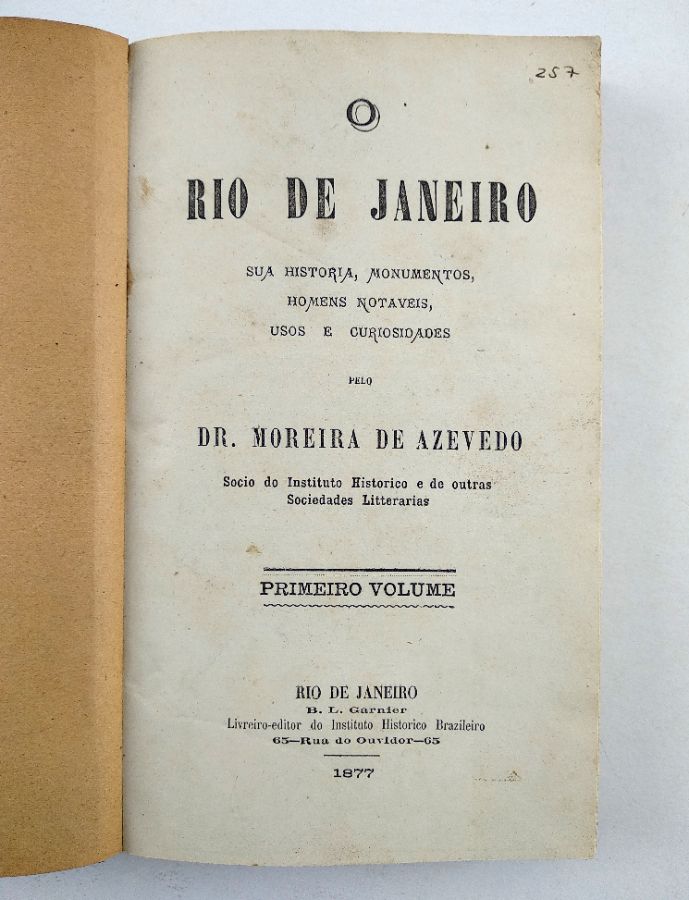 257
O
RIO DE JANEIRO
SUA HISTORIA, MONUMENTOS,
HOMENS NOTAVEIS,
USOS E CURIOSIDADES
PELO
DR. MOREIRA DE AZEVEDO
Socio do Instituto Historico e de outras
Sociedades Litterarias
PRIMEIRO VOLUME
RIO DE JANEIRO
B. L. Garnier
Livreiro-editor do Instituto Historico Brazileiro
65—Rua do Ouvidor—65
1877